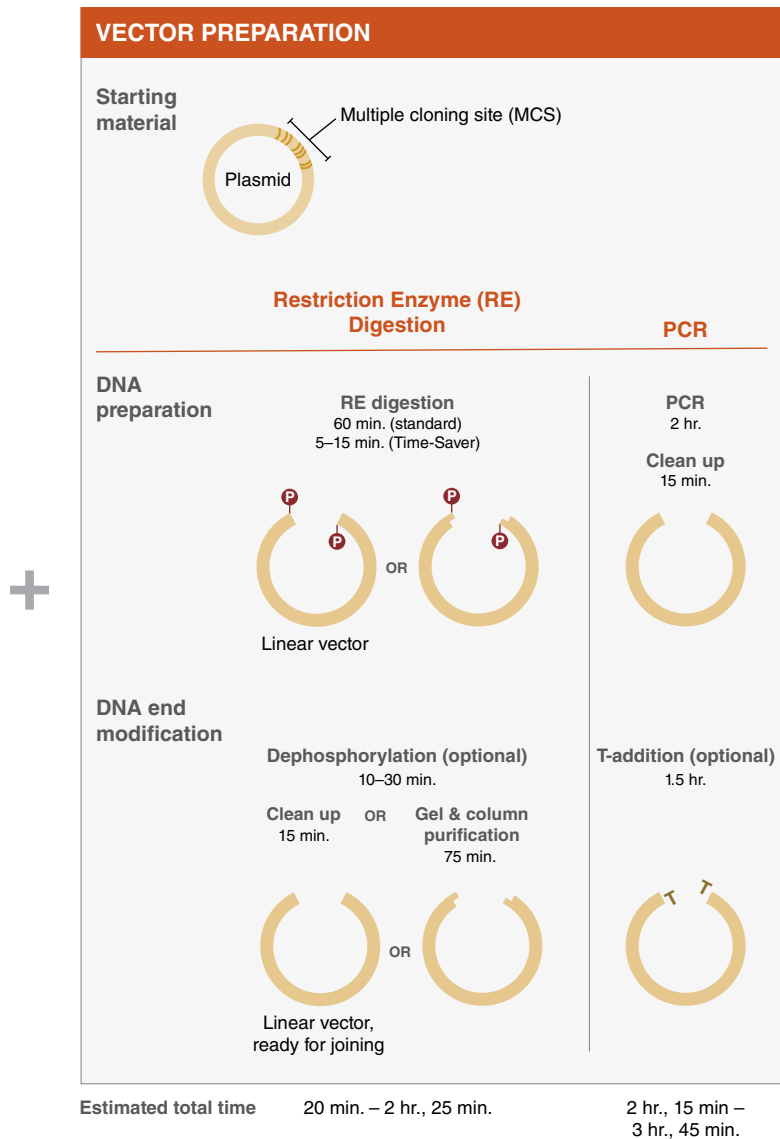 VECTOR PREPARATION
Starting
material
Multiple cloning site (MCS)
Plasmid
Restriction Enzyme (RE)
Digestion
PCR
DNA
preparation
RE digestion
60 min. (standard)
5–15 min. (Time-Saver)
PCR
2 hr.
Clean up
15 min.
P
P
OR
P
P
Linear vector
+
DNA end
modification
Dephosphorylation (optional)
10–30 min.
Clean up
15 min.
OR
Gel & column
purification
75 min.
T-addition (optional)
1.5 hr.
OR
T
T
Linear vector,
ready for joining
Estimated total time
20 min. – 2 hr., 25 min.
2 hr., 15 min –
3 hr., 45 min.